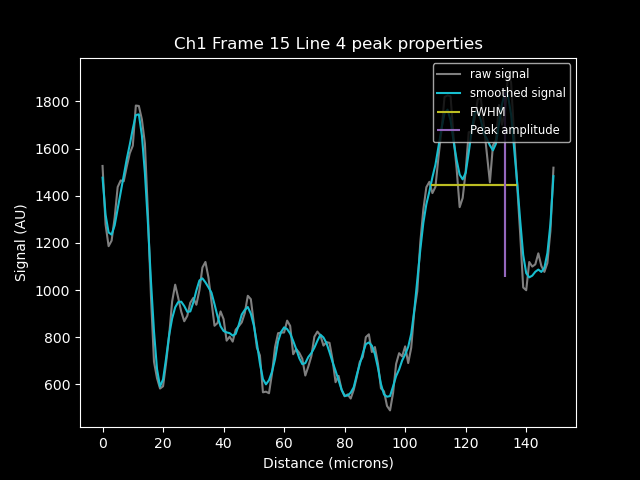 Ch1 Frame 15 Line 4 peak properties
raw signal
smoothed signal
FWHM
Peak amplitude
Signal (AU)
1800
1600
1400
1200
1000
800
600
0 20 40 60 80 100 120 140
Distance (microns)